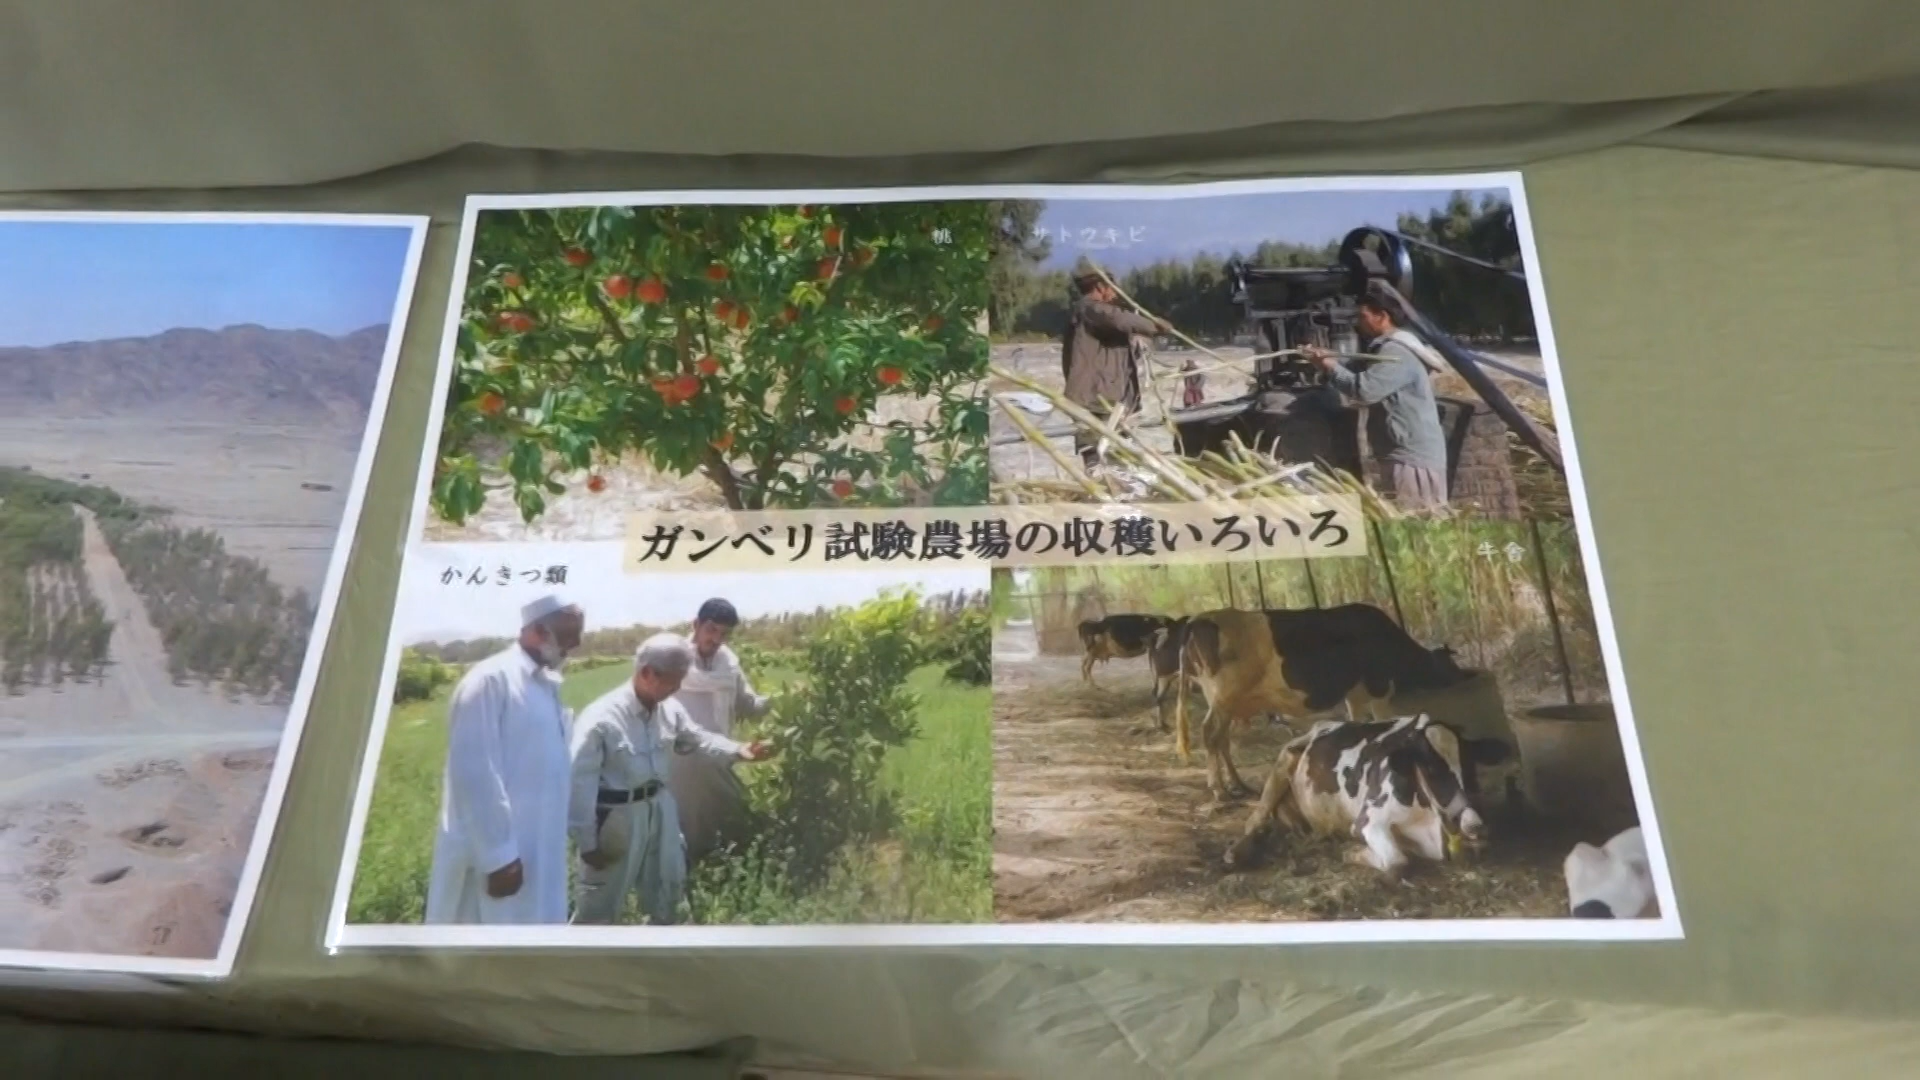 桃
サトウキビ
ガンベリ試験農場の収穫いろいろ
かんきつ類
牛舎